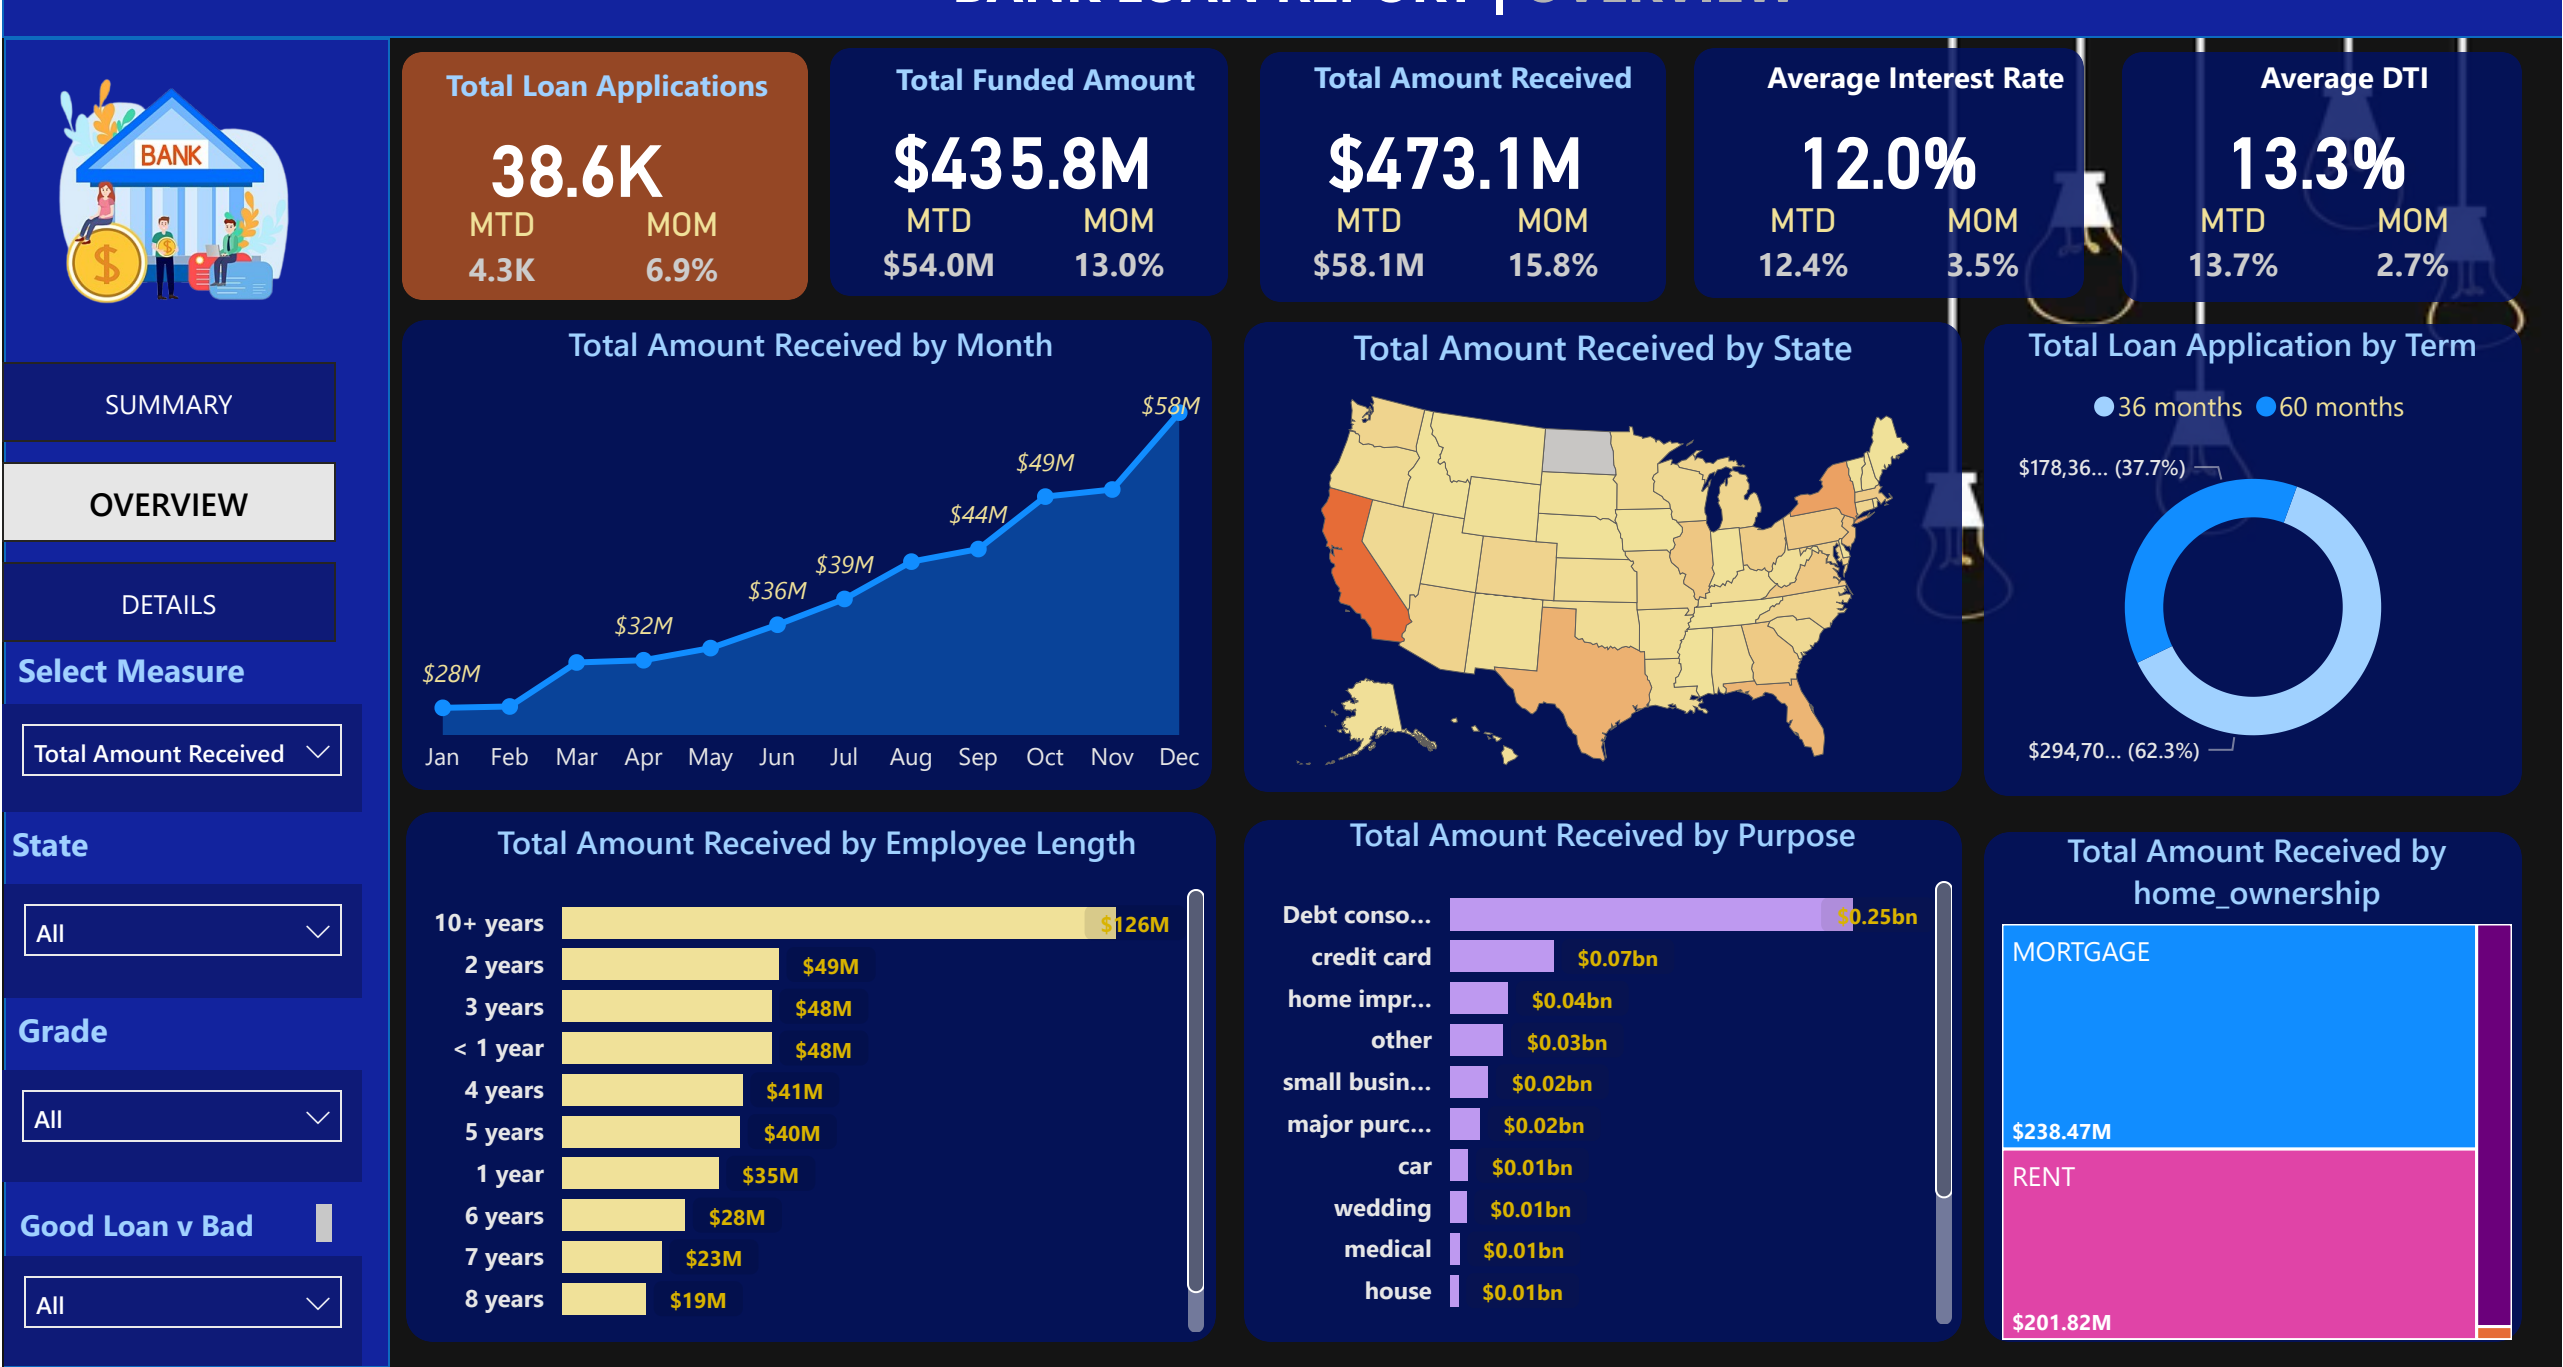 BANK LOAN REPORT | OVERVIEW
BANK
Total Loan Applications
38.6K
MTD MOM
4.3K 6.9%
Total Funded Amount
$435.8M
MTD MOM
$54.0M 13.0%
Total Amount Received
$473.1M
MTD MOM
$58.1M 15.8%
Average Interest Rate
12.0%
MTD MOM
12.4% 3.5%
Average DTI
13.3%
MTD MOM
13.7% 2.7%
SUMMARY
OVERVIEW
DETAILS
Select Measure
Total Amount Received
State
All
Grade
All
Good Loan v Bad
All
Total Amount Received by Month
$58M
$49M
$44M
$39M
$36M
$32M
$28M
Jan Feb Mar Apr May Jun Jul Aug Sep Oct Nov Dec
Total Amount Received by State
Total Loan Application by Term
36 months 60 months
$178,36... (37.7%)
$294,70... (62.3%)
Total Amount Received by Employee Length
10+ years $126M
2 years $49M
3 years $48M
< 1 year $48M
4 years $41M
5 years $40M
1 year $35M
6 years $28M
7 years $23M
8 years $19M
Total Amount Received by Purpose
Debt conso... $0.25bn
credit card $0.07bn
home impr... $0.04bn
other $0.03bn
small busin... $0.02bn
major purc... $0.02bn
car $0.01bn
wedding $0.01bn
medical $0.01bn
house $0.01bn
Total Amount Received by
home_ownership
MORTGAGE
$238.47M
RENT
$201.82M